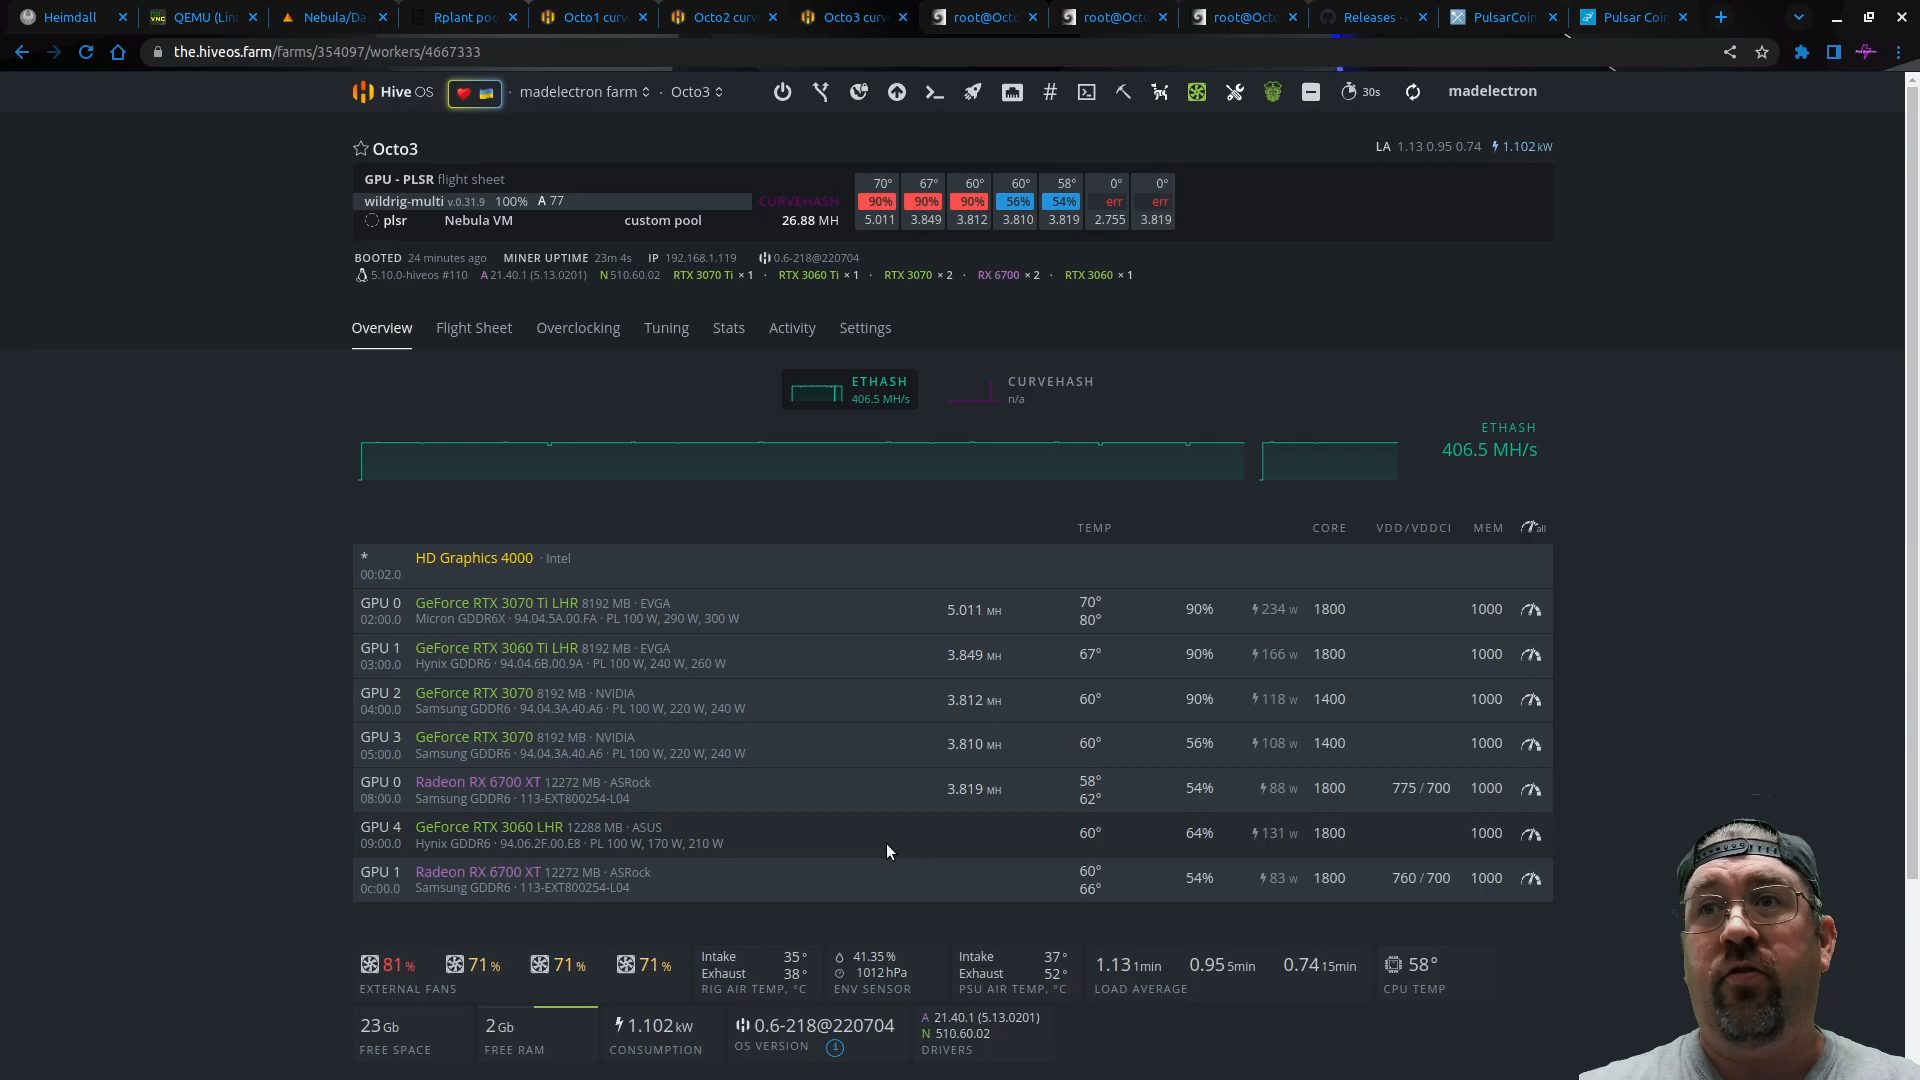 Heimdall
QEMU (Lin
Nebula/Da
Rplant poo
Octo1 curv
Octo2 curv
Octo3 curv
root@Octo
root@Octo
root@Octo
Releases ·
PulsarCoin
Pulsar Coin
the.hiveos.farm/farms/354097/workers/4667333
Hive OS · madelectron farm · Octo3
30s
madelectron
Octo3
LA 1.13 0.95 0.74 1.102 kW
GPU - PLSR flight sheet
wildrig-multi v.0.31.9 100% A 77 CURVEHASH
plsr Nebula VM custom pool 26.88 MH
70° 67° 60° 60° 58° 0° 0°
90% 90% 90% 56% 54% err err
5.011 3.849 3.812 3.810 3.819 2.755 3.819
BOOTED 24 minutes ago MINER UPTIME 23m 4s IP 192.168.1.119 0.6-218@220704
5.10.0-hiveos #110 A 21.40.1 (5.13.0201) N 510.60.02 RTX 3070 Ti × 1 · RTX 3060 Ti × 1 · RTX 3070 × 2 · RX 6700 × 2 · RTX 3060 × 1
Overview Flight Sheet Overclocking Tuning Stats Activity Settings
ETHASH
406.5 MH/s
CURVEHASH
n/a
ETHASH
406.5 MH/s
TEMP CORE VDD/VDDCI MEM all
* HD Graphics 4000 · Intel
00:02.0
GPU 0 GeForce RTX 3070 Ti LHR 8192 MB · EVGA
02:00.0 Micron GDDR6X · 94.04.5A.00.FA · PL 100 W, 290 W, 300 W
5.011 MH 70° 80° 90% 234 W 1800 1000
GPU 1 GeForce RTX 3060 Ti LHR 8192 MB · EVGA
03:00.0 Hynix GDDR6 · 94.04.6B.00.9A · PL 100 W, 240 W, 260 W
3.849 MH 67° 90% 166 W 1800 1000
GPU 2 GeForce RTX 3070 8192 MB · NVIDIA
04:00.0 Samsung GDDR6 · 94.04.3A.40.A6 · PL 100 W, 220 W, 240 W
3.812 MH 60° 90% 118 W 1400 1000
GPU 3 GeForce RTX 3070 8192 MB · NVIDIA
05:00.0 Samsung GDDR6 · 94.04.3A.40.A6 · PL 100 W, 220 W, 240 W
3.810 MH 60° 56% 108 W 1400 1000
GPU 0 Radeon RX 6700 XT 12272 MB · ASRock
08:00.0 Samsung GDDR6 · 113-EXT800254-L04
3.819 MH 58° 62° 54% 88 W 1800 775 / 700 1000
GPU 4 GeForce RTX 3060 LHR 12288 MB · ASUS
09:00.0 Hynix GDDR6 · 94.06.2F.00.E8 · PL 100 W, 170 W, 210 W
60° 64% 131 W 1800 1000
GPU 1 Radeon RX 6700 XT 12272 MB · ASRock
0c:00.0 Samsung GDDR6 · 113-EXT800254-L04
60° 66° 54% 83 W 1800 760 / 700 1000
81 % 71 % 71 % 71 %
EXTERNAL FANS
Intake 35°
Exhaust 38°
RIG AIR TEMP, °C
41.35 %
1012 hPa
ENV SENSOR
Intake 37°
Exhaust 52°
PSU AIR TEMP, °C
1.13 1min 0.95 5min 0.74 15min
LOAD AVERAGE
58°
CPU TEMP
23 Gb
FREE SPACE
2 Gb
FREE RAM
1.102 kW
CONSUMPTION
0.6-218@220704
OS VERSION
A 21.40.1 (5.13.0201)
N 510.60.02
DRIVERS